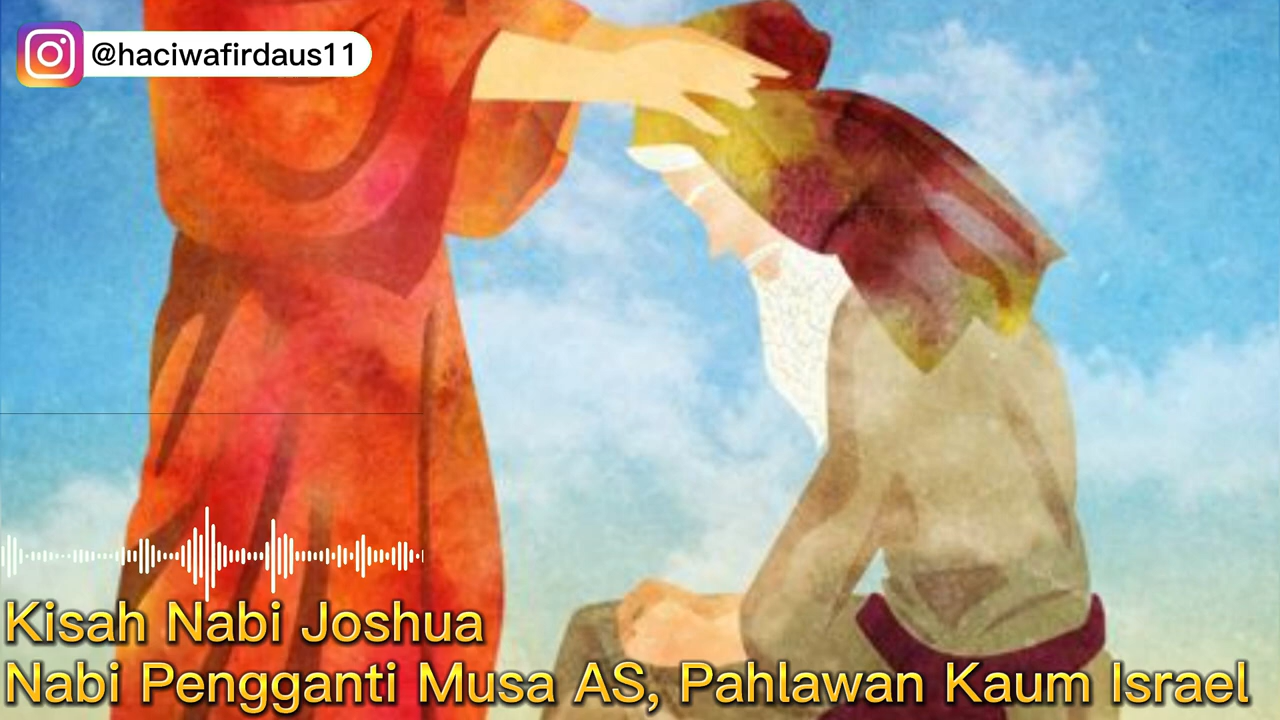 @haciwafirdaus11
Kisah Nabi Joshua
Nabi Pengganti Musa AS, Pahlawan Kaum Israel